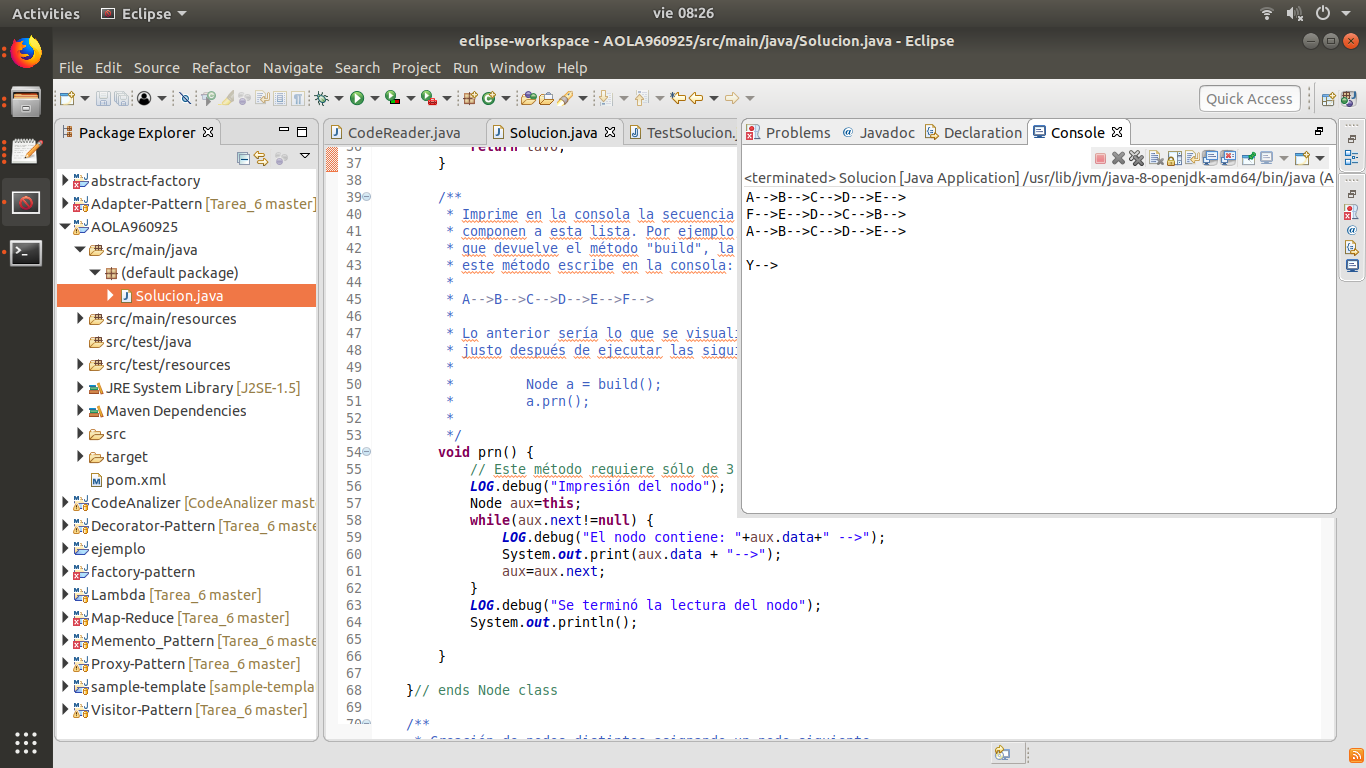 Activities
Eclipse
vie 08:26
eclipse-workspace - AOLA960925/src/main/java/Solucion.java - Eclipse
File Edit Source Refactor Navigate Search Project Run Window Help
Quick Access
Package Explorer
abstract-factory
Adapter-Pattern [Tarea_6 master]
AOLA960925
src/main/java
(default package)
Solucion.java
src/main/resources
src/test/java
src/test/resources
JRE System Library [J2SE-1.5]
Maven Dependencies
src
target
pom.xml
CodeAnalizer [CodeAnalizer mast
Decorator-Pattern [Tarea_6 maste
ejemplo
factory-pattern
Lambda [Tarea_6 master]
Map-Reduce [Tarea_6 master]
Memento_Pattern [Tarea_6 maste
Proxy-Pattern [Tarea_6 master]
sample-template [sample-templa
Visitor-Pattern [Tarea_6 master]
CodeReader.java
Solucion.java
TestSolucion.
37 }
38
39 /**
40 * Imprime en la consola la secuencia
41 * componen a esta lista. Por ejemplo
42 * que devuelve el método "build", la
43 * este método escribe en la consola:
44 *
45 * A-->B-->C-->D-->E-->F-->
46 *
47 * Lo anterior sería lo que se visuali
48 * justo después de ejecutar las sigui
49 *
50 * Node a = build();
51 * a.prn();
52 *
53 */
54 void prn() {
55 // Este método requiere sólo de 3
56 LOG.debug("Impresión del nodo");
57 Node aux=this;
58 while(aux.next!=null) {
59 LOG.debug("El nodo contiene: "+aux.data+" -->");
60 System.out.print(aux.data + "-->");
61 aux=aux.next;
62 }
63 LOG.debug("Se terminó la lectura del nodo");
64 System.out.println();
65
66 }
67
68 }// ends Node class
69
70 /**
Problems
Javadoc
Declaration
Console
<terminated> Solucion [Java Application] /usr/lib/jvm/java-8-openjdk-amd64/bin/java (A
A-->B-->C-->D-->E-->
F-->E-->D-->C-->B-->
A-->B-->C-->D-->E-->
Y-->